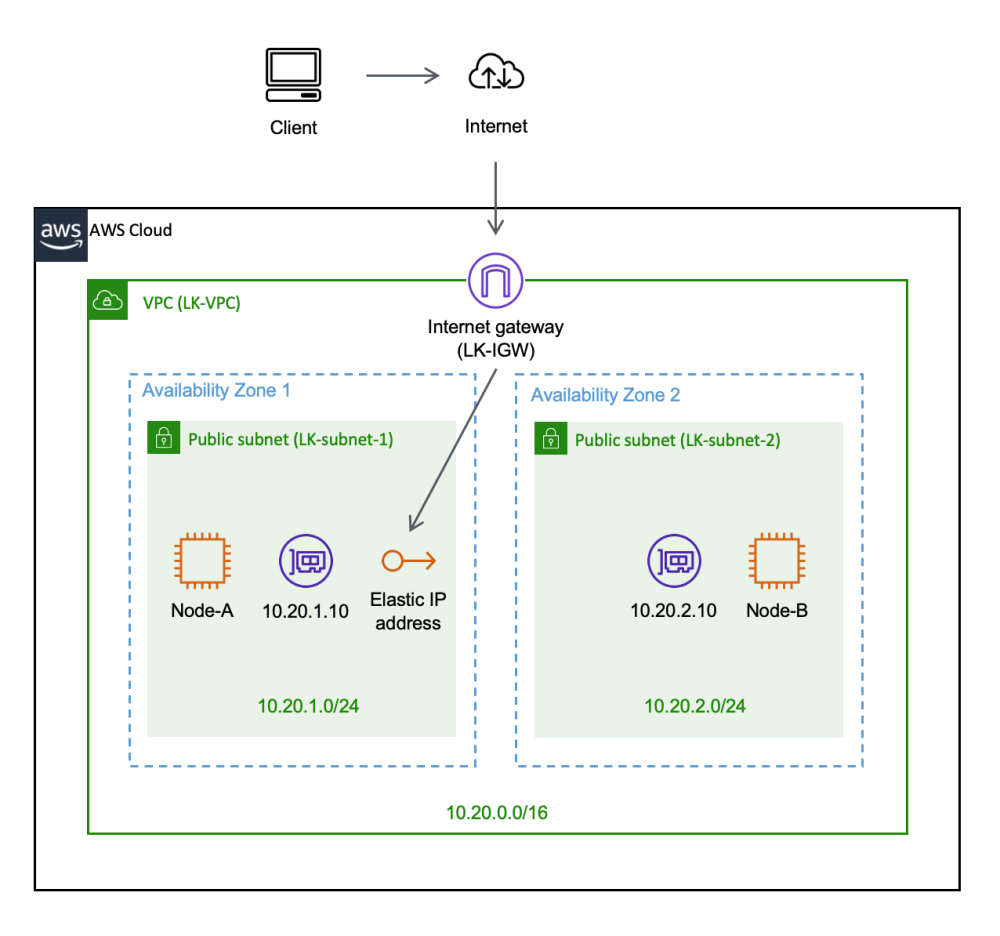 Client
Internet
aws
AWS Cloud
VPC (LK-VPC)
Internet gateway
(LK-IGW)
Availability Zone 1
Availability Zone 2
Public subnet (LK-subnet-1)
Public subnet (LK-subnet-2)
Node-A
10.20.1.10
Elastic IP
address
10.20.2.10
Node-B
10.20.1.0/24
10.20.2.0/24
10.20.0.0/16